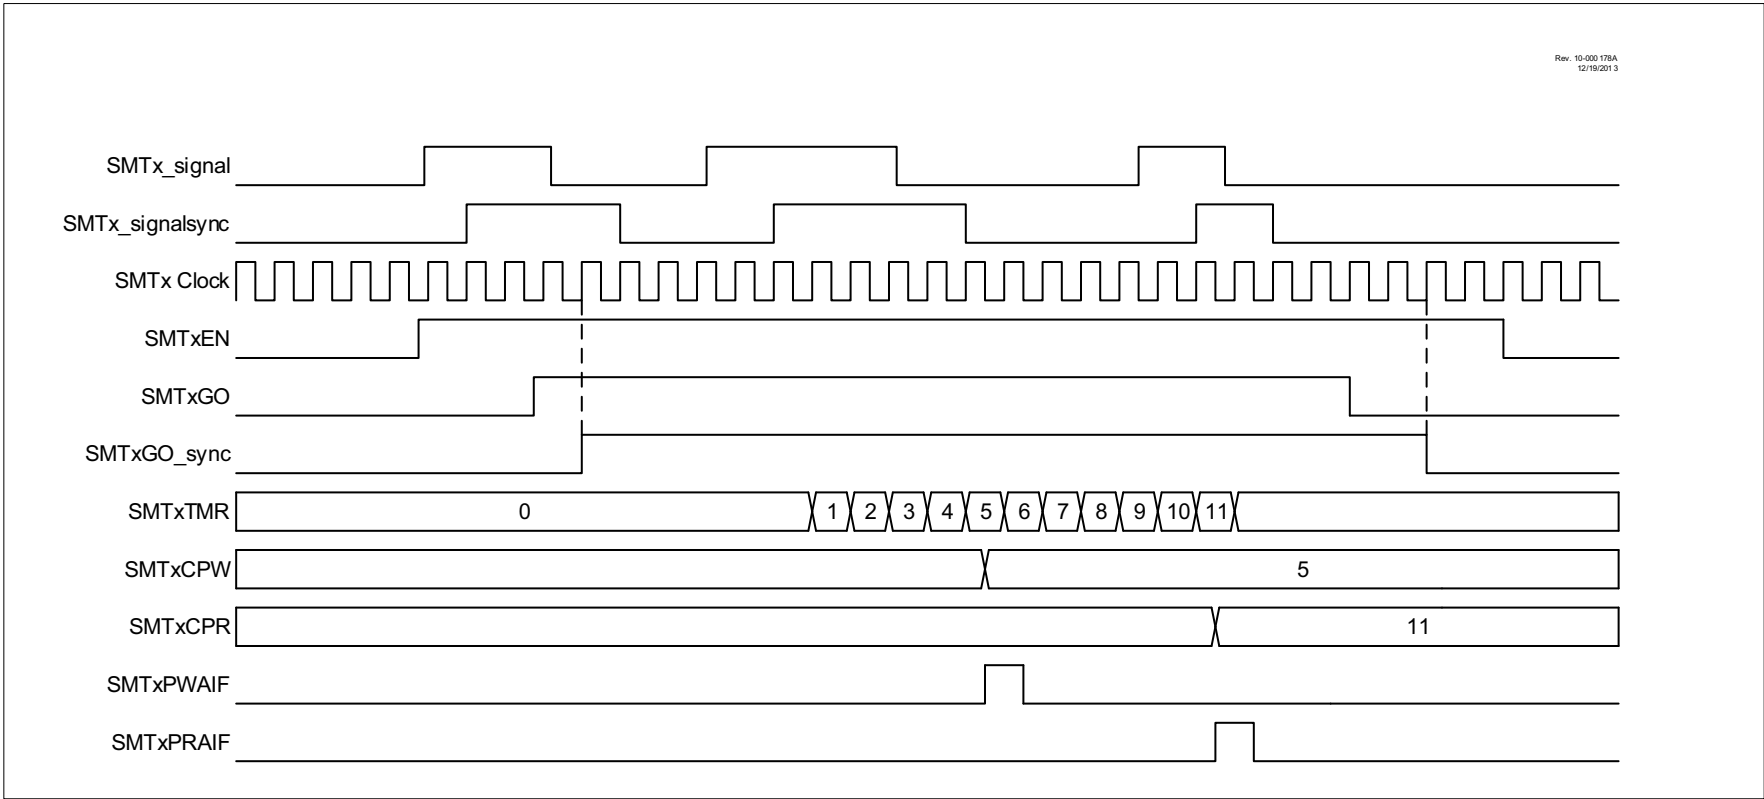 Rev. 10-000 178A
12/19/201 3
SMTx_signal
SMTx_signalsync
SMTx Clock
SMTxEN
SMTxGO
SMTxGO_sync
SMTxTMR 0 1 2 3 4 5 6 7 8 9 10 11
SMTxCPW 5
SMTxCPR 11
SMTxPWAIF
SMTxPRAIF